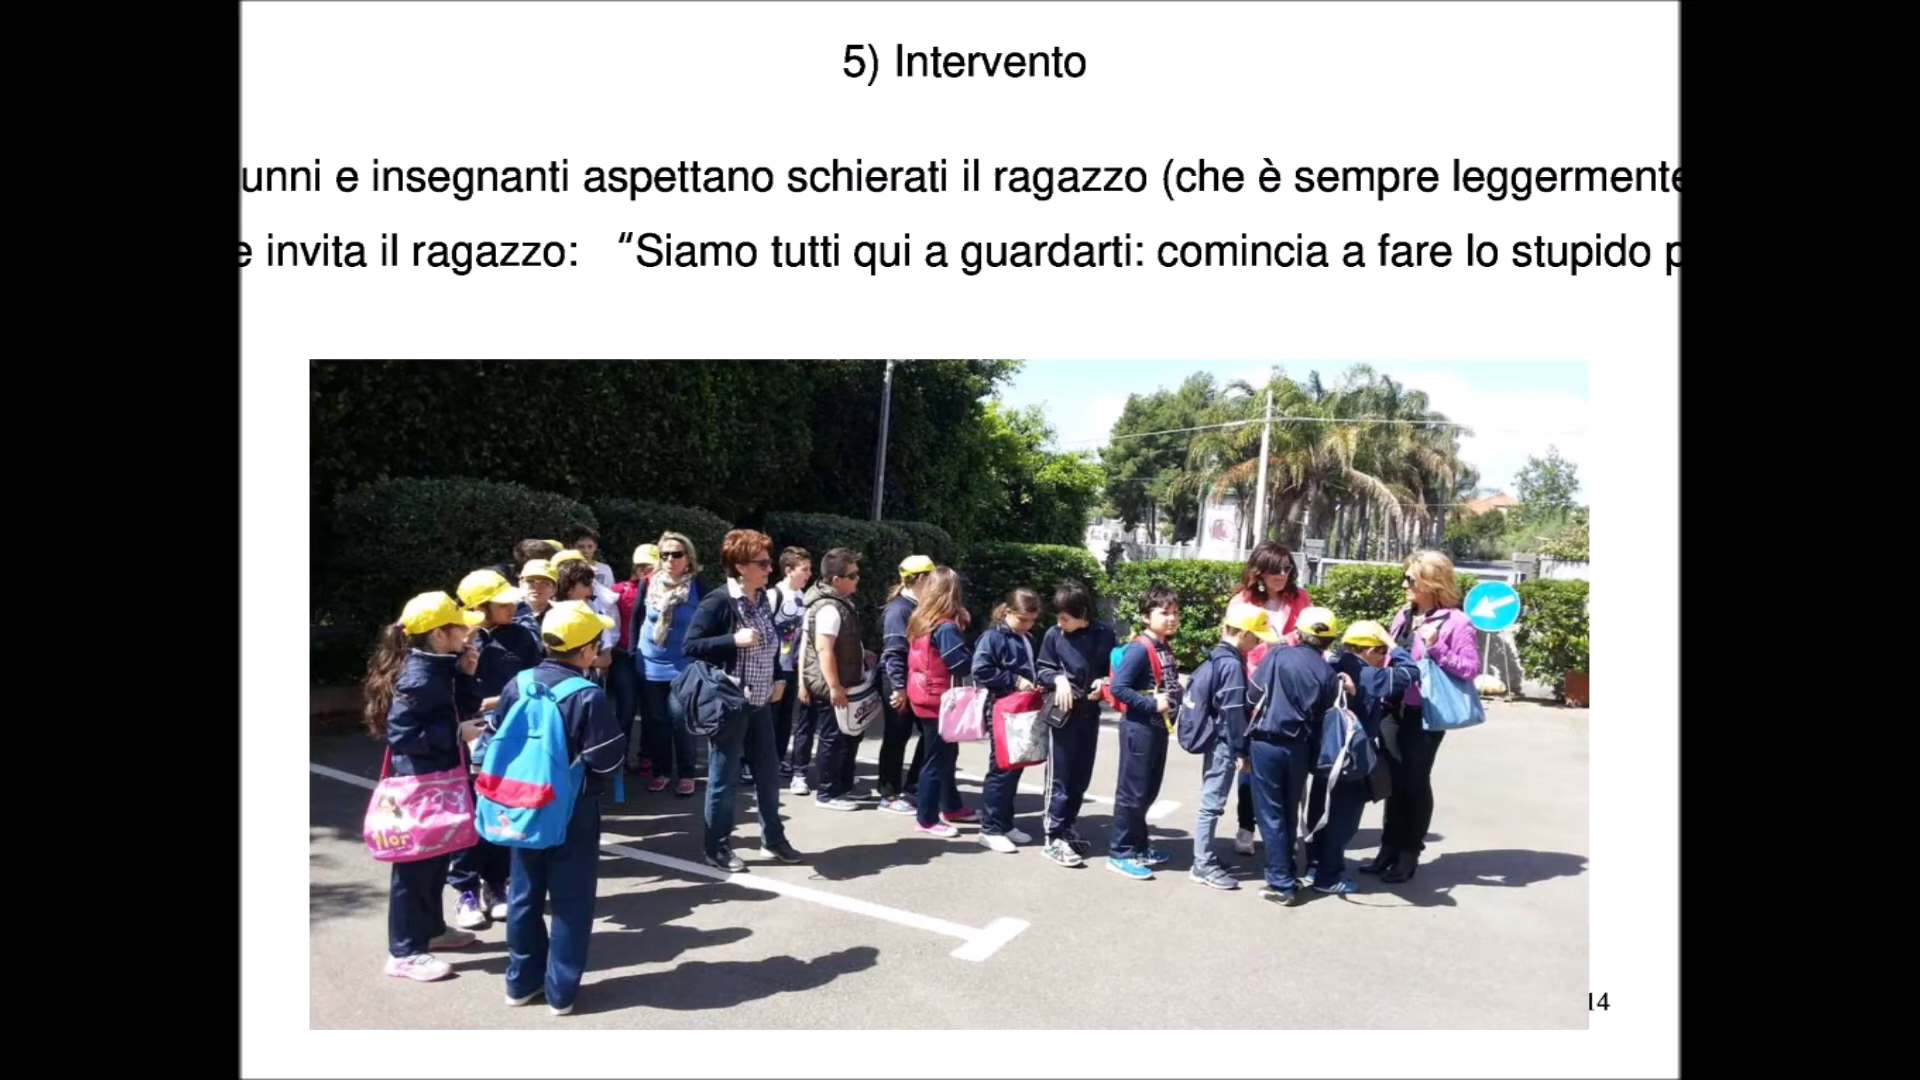 5) Intervento
unni e insegnanti aspettano schierati il ragazzo (che è sempre leggermente
e invita il ragazzo: “Siamo tutti qui a guardarti: comincia a fare lo stupido p
flor
14